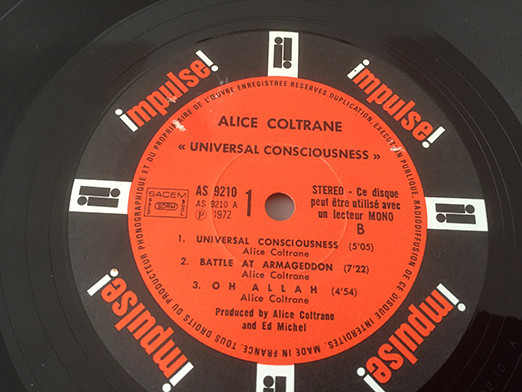 impulse!
impulse!
TOUS DROITS DU PRODUCTEUR PHONOGRAPHIQUE ET DU PROPRIETAIRE DE L'ŒUVRE ENREGISTREE RESERVES. DUPLICATION, EXECUTION PUBLIQUE, RADIODIFFUSION DE CE DISQUE INTERDITES. MADE IN FRANCE.
ALICE COLTRANE
« UNIVERSAL CONSCIOUSNESS »
SACEM
SDRM
AS 9210
AS 9210 A
Ⓟ 1972
1
STEREO - Ce disque
peut être utilisé avec
un lecteur MONO
B
1. UNIVERSAL CONSCIOUSNESS (5'05)
Alice Coltrane
2. BATTLE AT ARMAGEDDON (7'22)
Alice Coltrane
3. OH ALLAH (4'54)
Alice Coltrane
Produced by Alice Coltrane
and Ed Michel
impulse!
impulse!